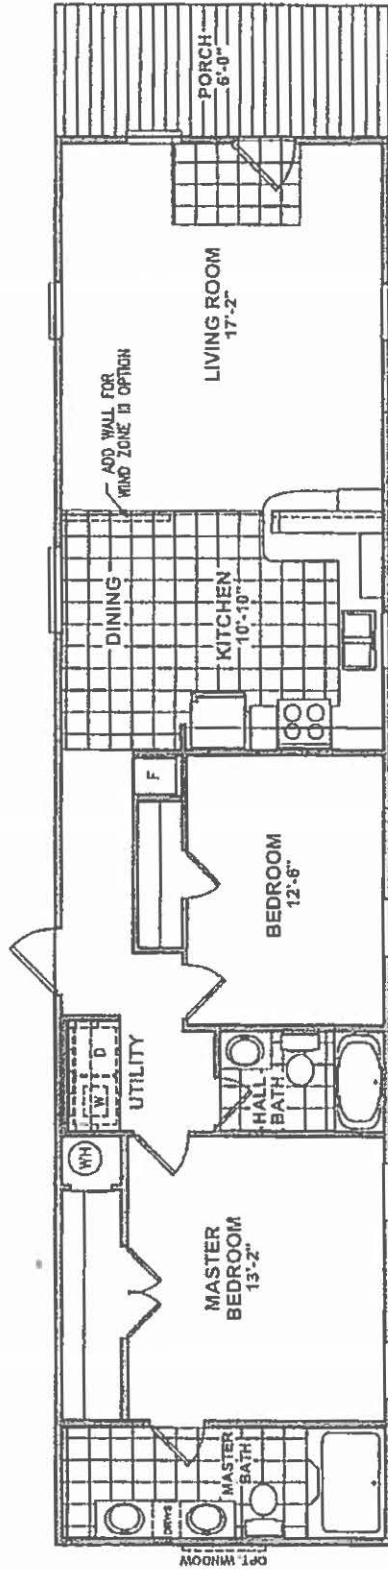 PORCH
6'-0"
LIVING ROOM
17'-2"
ADD WALL FOR
WIND ZONE II OPTION
DINING
KITCHEN
10'-10"
F
BEDROOM
12'-6"
W
D
UTILITY
HALL
BATH
WH
MASTER
BEDROOM
13'-2"
MASTER
BATH
DRWS
OPT. WINDOW